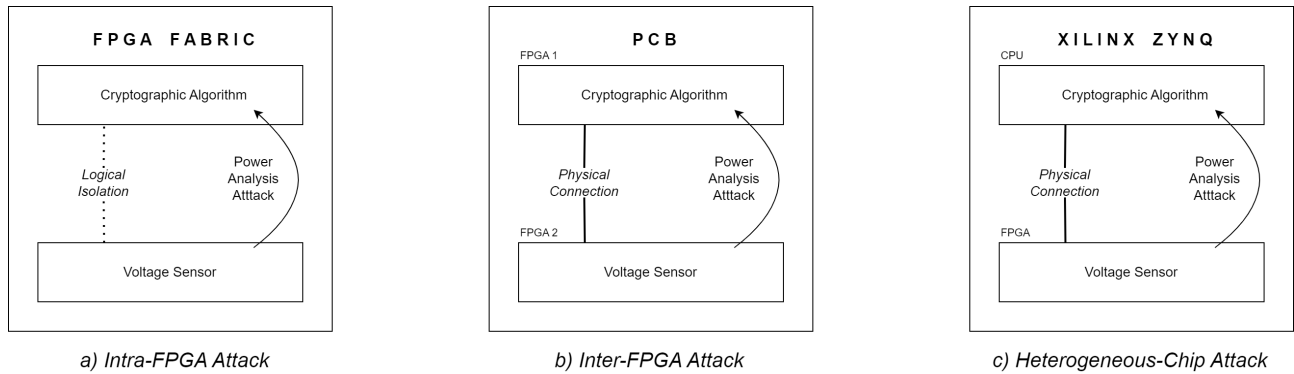 FPGA FABRIC
Cryptographic Algorithm
Logical
Isolation
Power
Analysis
Atttack
Voltage Sensor
a) Intra-FPGA Attack
PCB
FPGA 1
Cryptographic Algorithm
Physical
Connection
Power
Analysis
Atttack
FPGA 2
Voltage Sensor
b) Inter-FPGA Attack
XILINX ZYNQ
CPU
Cryptographic Algorithm
Physical
Connection
Power
Analysis
Atttack
FPGA
Voltage Sensor
c) Heterogeneous-Chip Attack